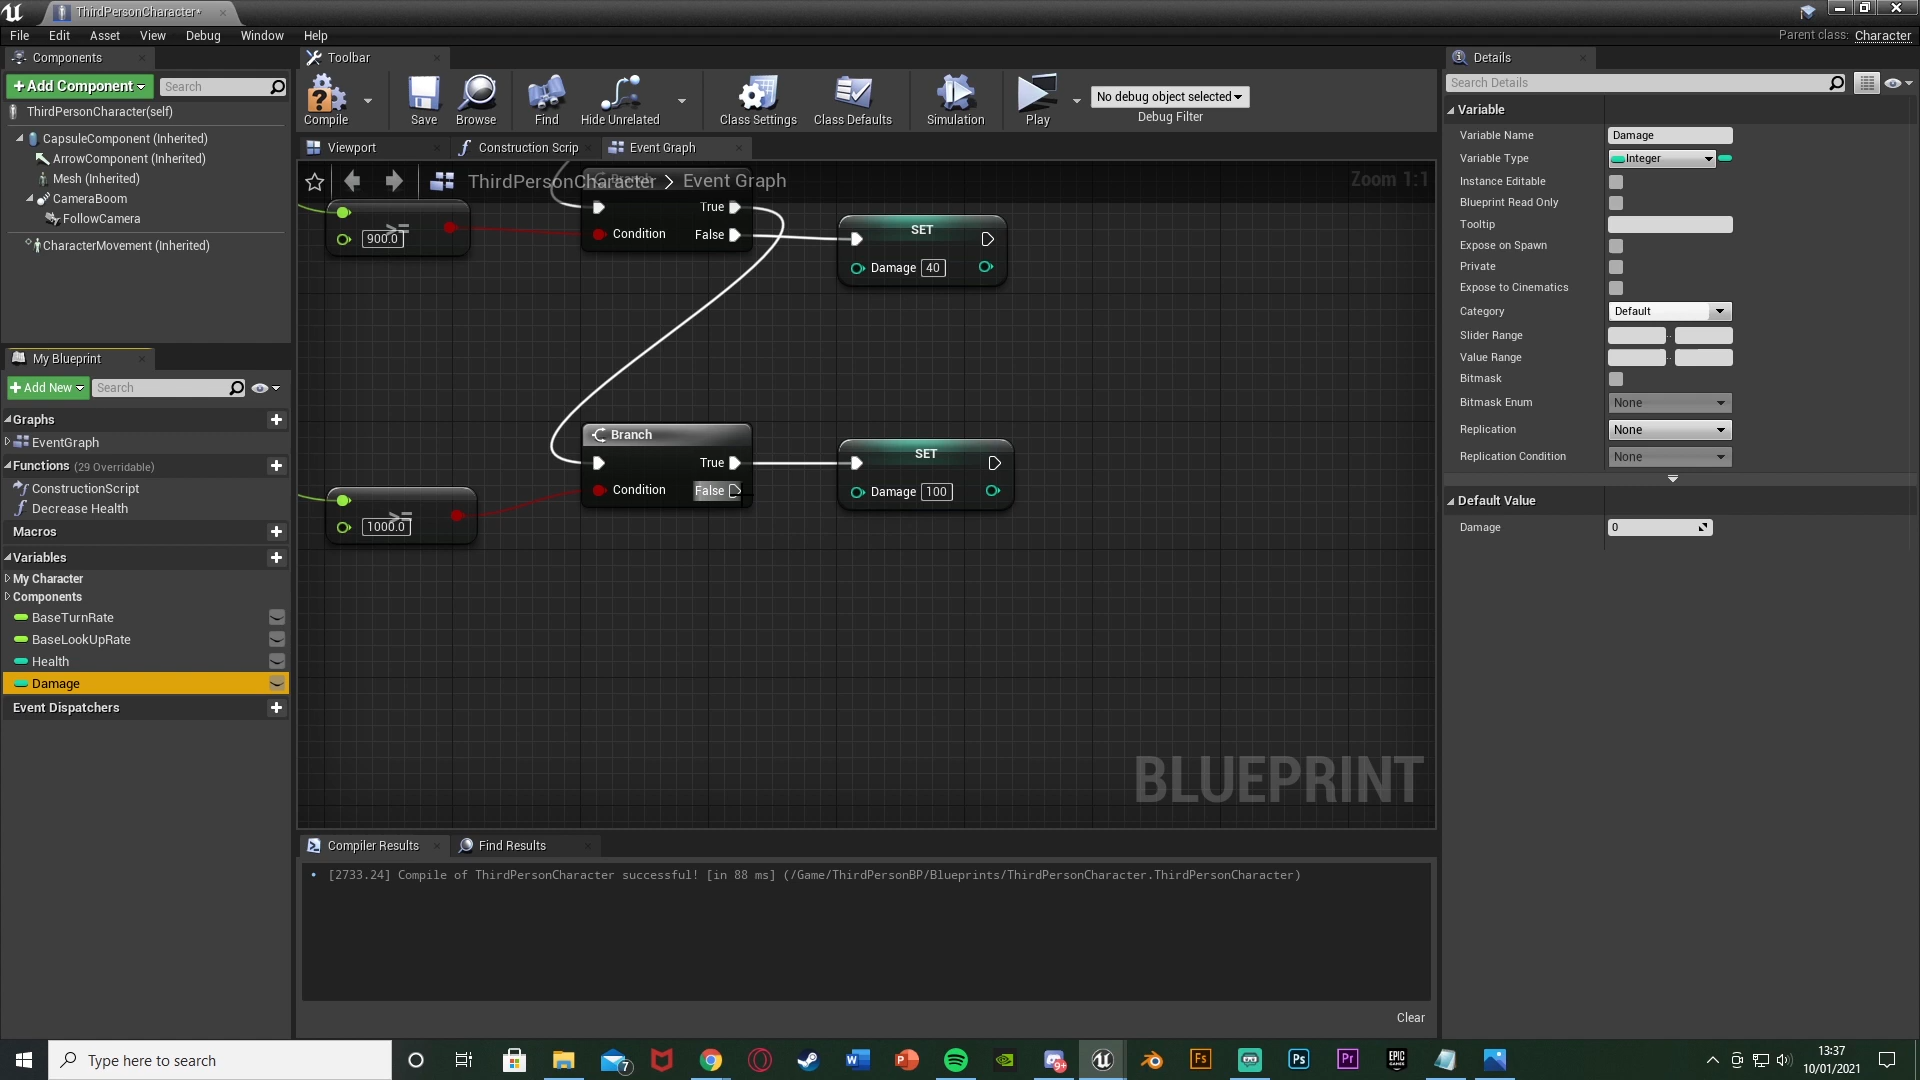 ThirdPersonCharacter*
File Edit Asset View Debug Window Help
Parent class: Character
Components
Add Component
Search
ThirdPersonCharacter(self)
CapsuleComponent (Inherited)
ArrowComponent (Inherited)
Mesh (Inherited)
CameraBoom
FollowCamera
CharacterMovement (Inherited)
My Blueprint
Add New
Search
Graphs
EventGraph
Functions (29 Overridable)
ConstructionScript
Decrease Health
Macros
Variables
My Character
Components
BaseTurnRate
BaseLookUpRate
Health
Damage
Event Dispatchers
Toolbar
Compile
Save
Browse
Find
Hide Unrelated
Class Settings
Class Defaults
Simulation
Play
No debug object selected
Debug Filter
Viewport
Construction Scrip
Event Graph
ThirdPersonCharacter > Event Graph
Zoom 1:1
Branch
True
Condition False
>=
900.0
SET
Damage 40
Branch
True
Condition False
>=
1000.0
SET
Damage 100
BLUEPRINT
Compiler Results
Find Results
[2733.24] Compile of ThirdPersonCharacter successful! [in 88 ms] (/Game/ThirdPersonBP/Blueprints/ThirdPersonCharacter.ThirdPersonCharacter)
Clear
Details
Search Details
Variable
Variable Name Damage
Variable Type Integer
Instance Editable
Blueprint Read Only
Tooltip
Expose on Spawn
Private
Expose to Cinematics
Category Default
Slider Range
Value Range
Bitmask
Bitmask Enum None
Replication None
Replication Condition None
Default Value
Damage 0
Type here to search
7
9+
Fs
Ps
Pr
EPIC GAMES
13:37
10/01/2021